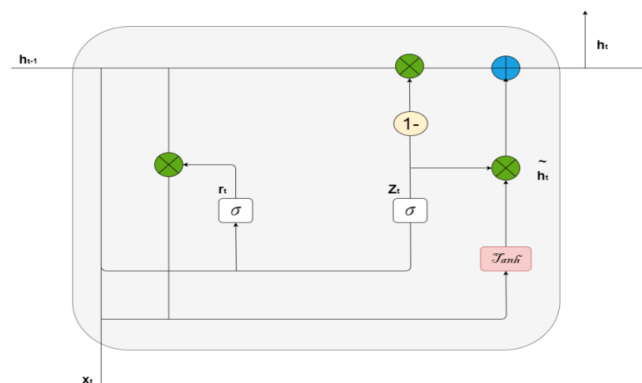 hₜ
hₜ₋₁
1-
~
hₜ
rₜ
Zₜ
σ
σ
Tanh
xₜ